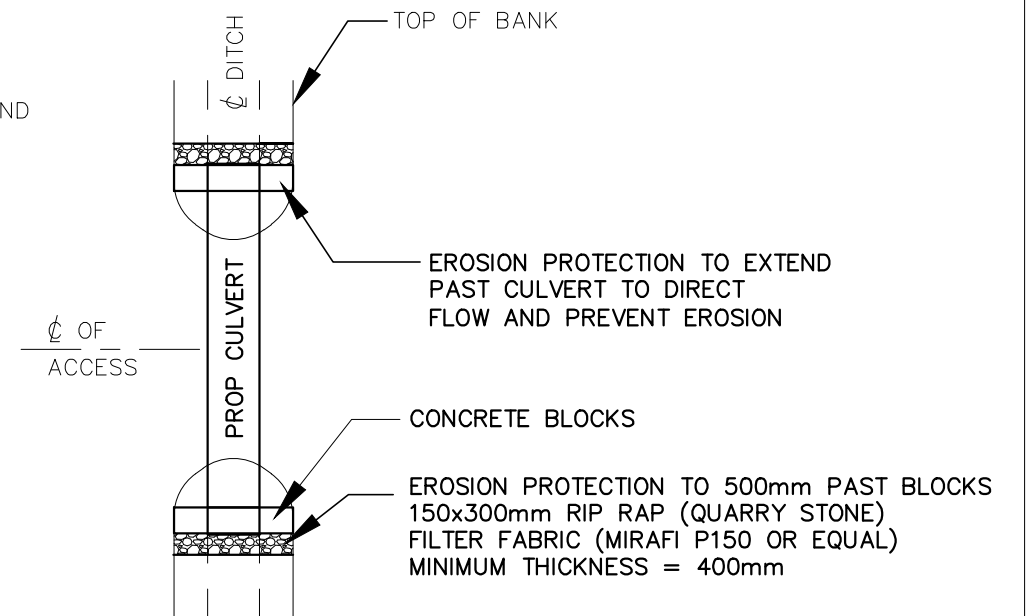 TOP OF BANK
℄ DITCH
ND
EROSION PROTECTION TO EXTEND
PAST CULVERT TO DIRECT
FLOW AND PREVENT EROSION
℄ OF
ACCESS
PROP CULVERT
CONCRETE BLOCKS
EROSION PROTECTION TO 500mm PAST BLOCKS
150x300mm RIP RAP (QUARRY STONE)
FILTER FABRIC (MIRAFI P150 OR EQUAL)
MINIMUM THICKNESS = 400mm